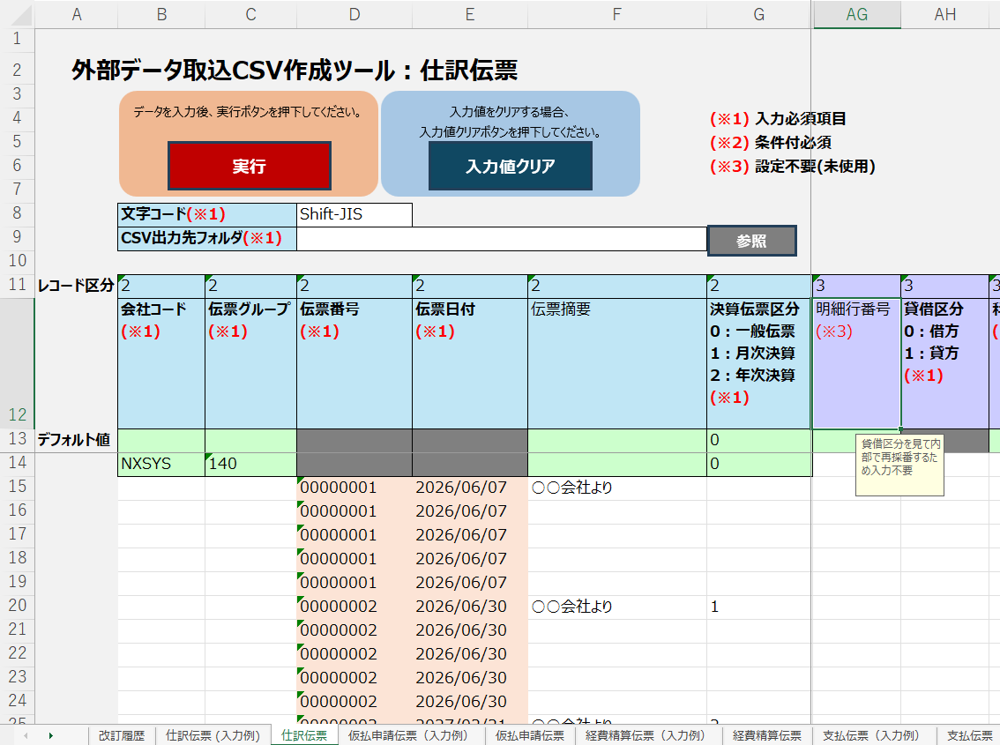 A B C D E F G AG AH
1
2 外部データ取込CSV作成ツール：仕訳伝票
3
データを入力後、実行ボタンを押下してください。
実行
入力値をクリアする場合、
入力値クリアボタンを押下してください。
入力値クリア
4 (※1) 入力必須項目
5 (※2) 条件付必須
6 (※3) 設定不要(未使用)
7
8 文字コード(※1) Shift-JIS
9 CSV出力先フォルダ(※1) 参照
10
11 レコード区分 2 2 2 2 2 2 3 3 3
会社コード
(※1)
伝票グループ
(※1)
伝票番号
(※1)
伝票日付
(※1)
伝票摘要
決算伝票区分
0：一般伝票
1：月次決算
2：年次決算
(※1)
明細行番号
(※3)
貸借区分
0：借方
1：貸方
(※1)
12
13 デフォルト値 0
貸借区分を見て内
部で再採番するた
め入力不要
14 NXSYS 140 0
15 00000001 2026/06/07 〇〇会社より
16 00000001 2026/06/07
17 00000001 2026/06/07
18 00000001 2026/06/07
19 00000001 2026/06/07
20 00000002 2026/06/30 〇〇会社より 1
21 00000002 2026/06/30
22 00000002 2026/06/30
23 00000002 2026/06/30
24 00000002 2026/06/30
25
改訂履歴 仕訳伝票 (入力例) 仕訳伝票 仮払申請伝票（入力例） 仮払申請伝票 経費精算伝票（入力例） 経費精算伝票 支払伝票（入力例） 支払伝票